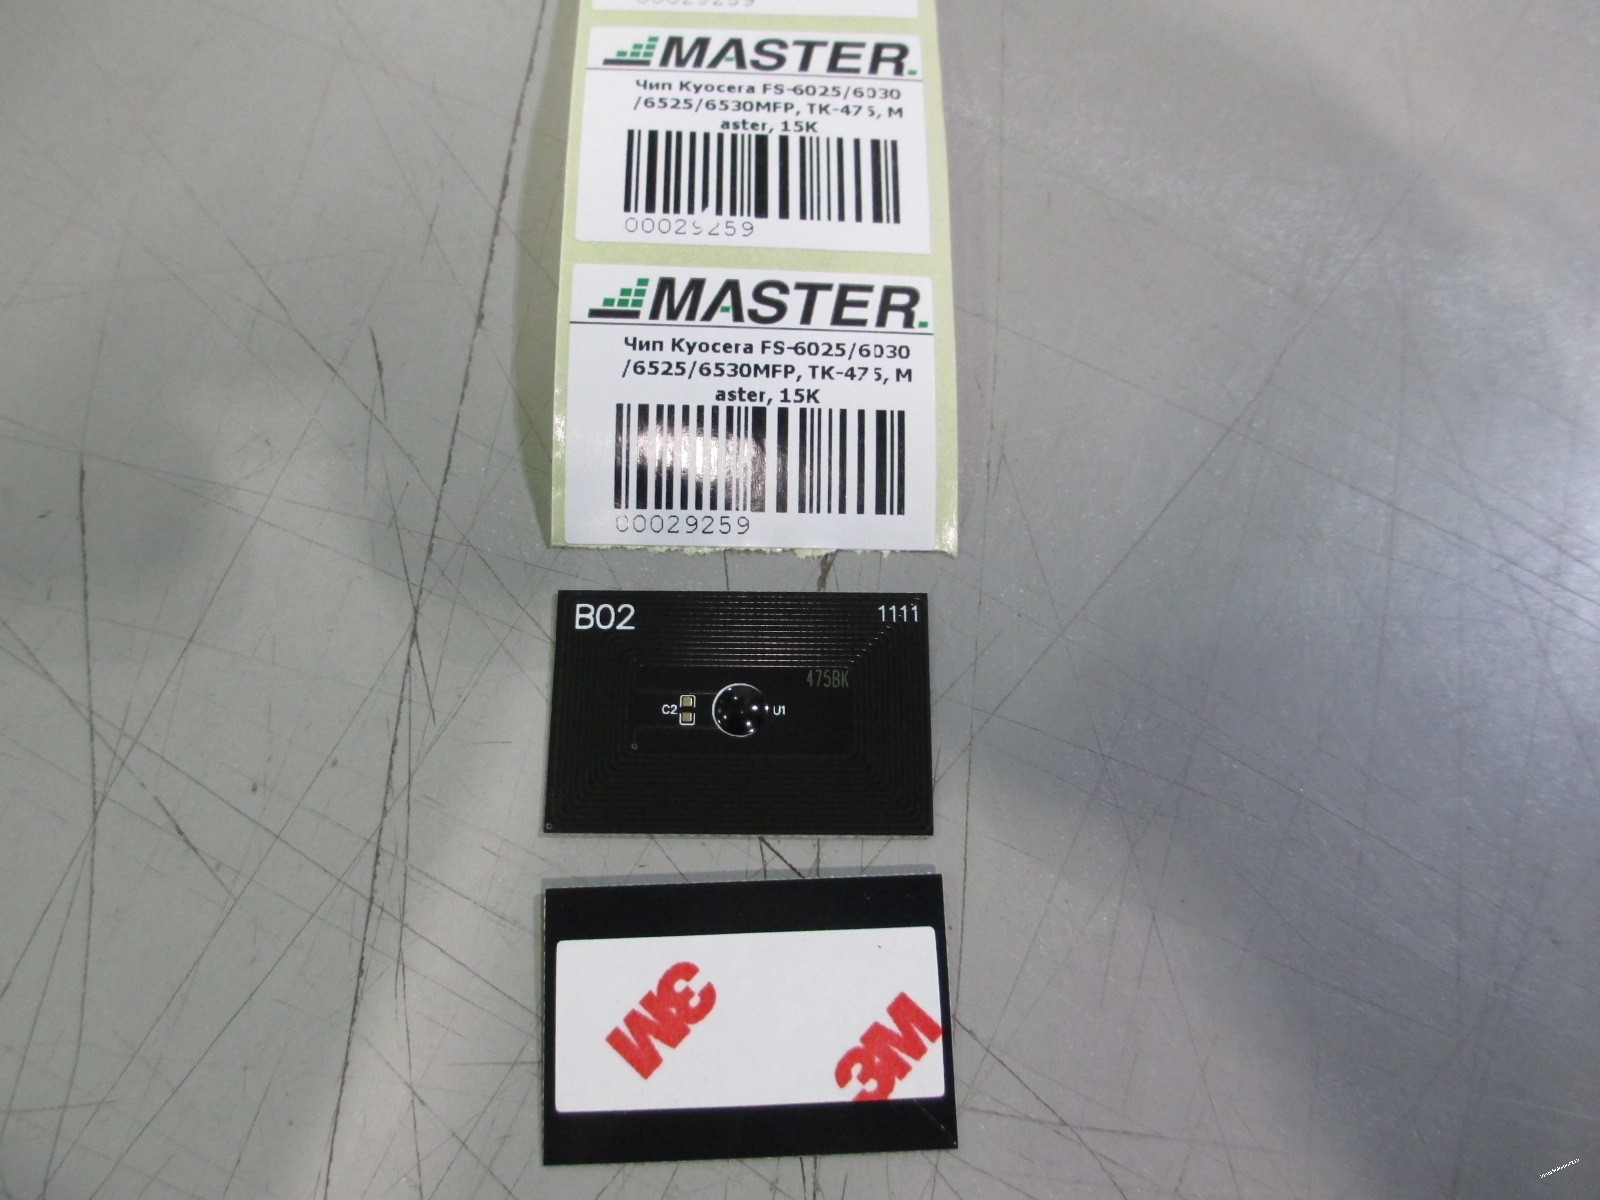 00029259
MASTER.
Чип Kyocera FS-6025/6030
/6525/6530MFP, TK-475, M
aster, 15K
00029259
MASTER.
Чип Kyocera FS-6025/6030
/6525/6530MFP, TK-475, M
aster, 15K
00029259
B02
1111
475BK
C2
U1
3M
3M